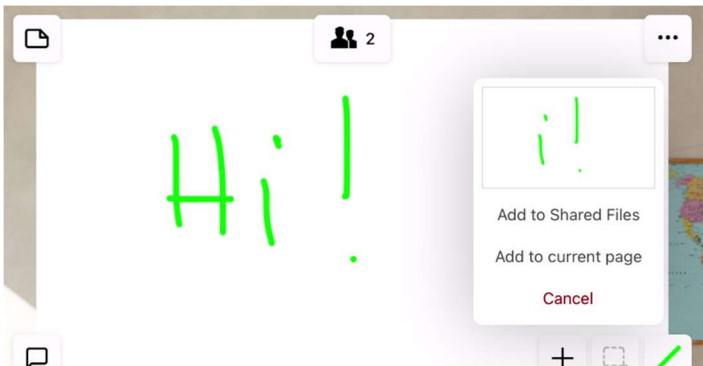 2
Hi!
i!
Add to Shared Files
Add to current page
Cancel